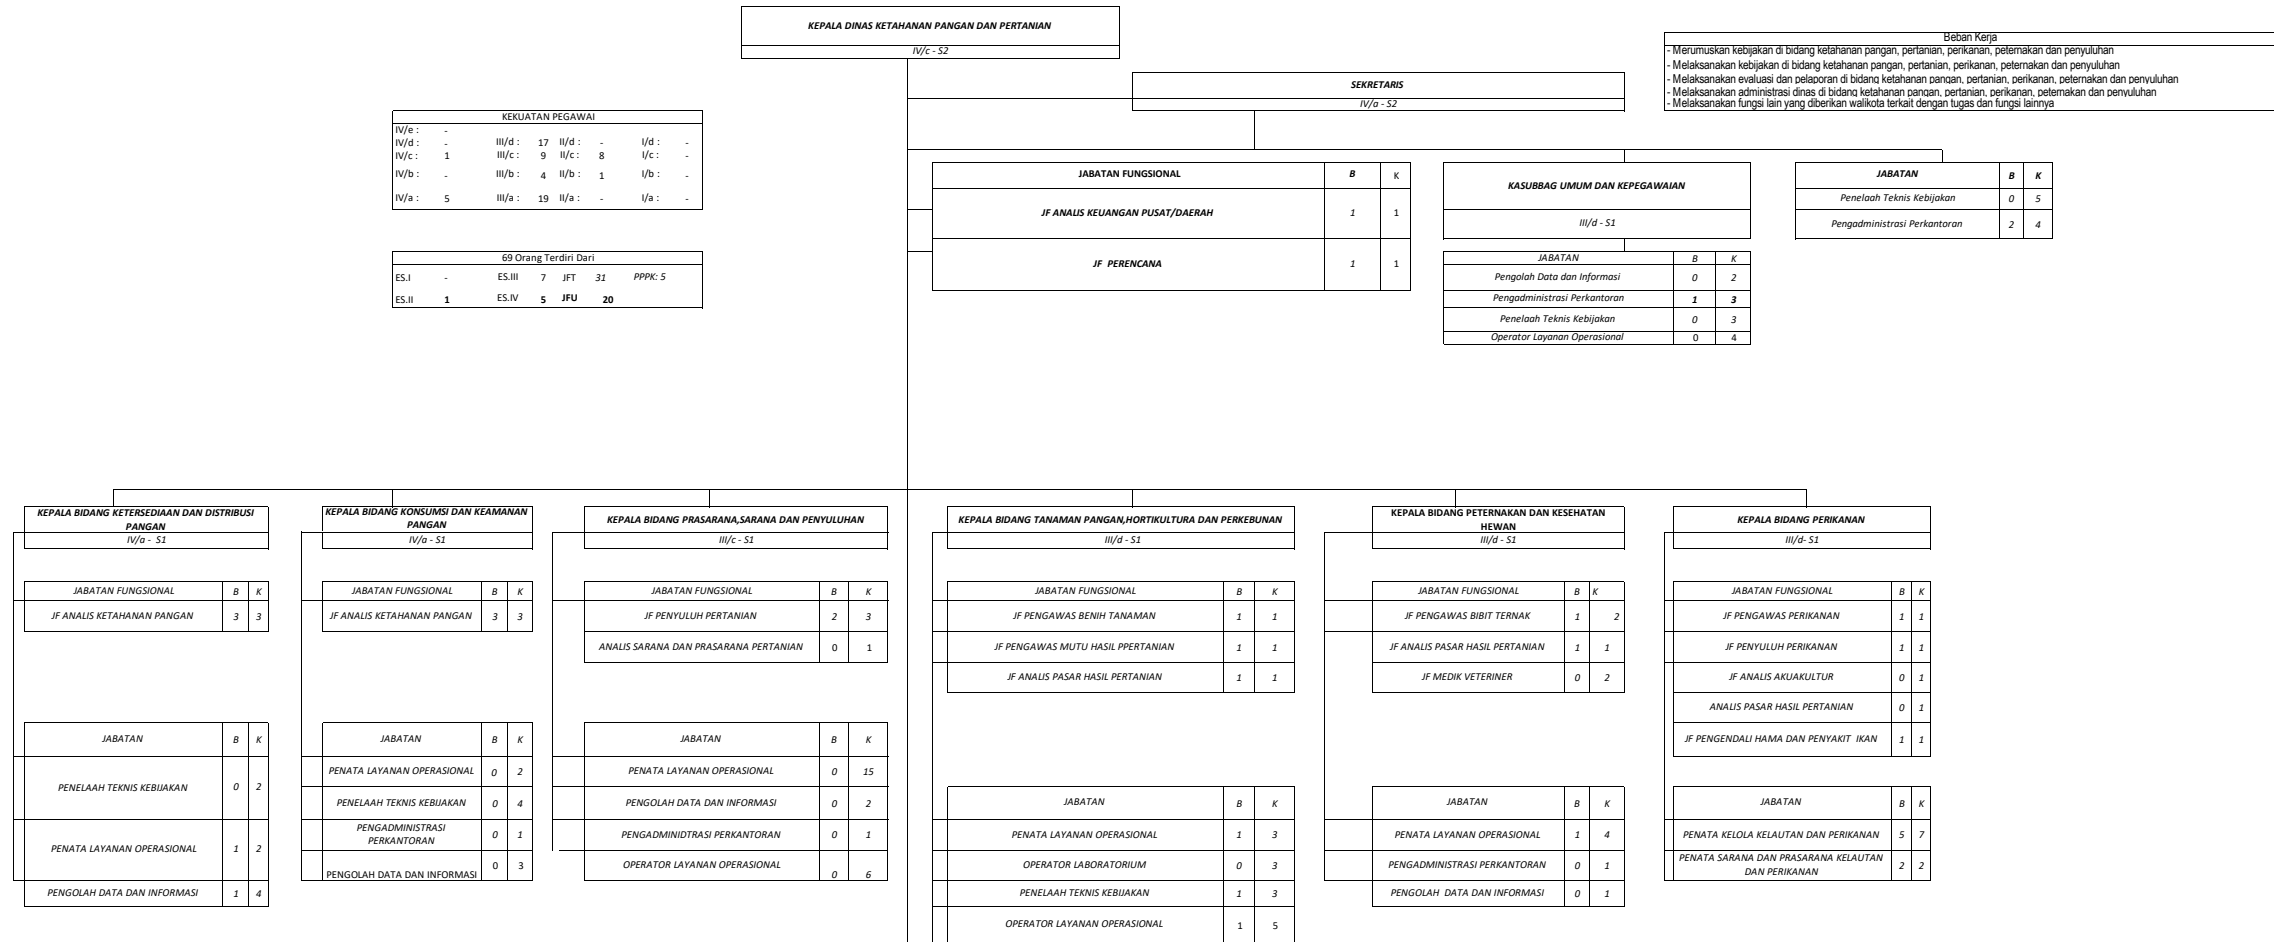 KEPALA DINAS KETAHANAN PANGAN DAN PERTANIAN
IV/c - S2
Beban Kerja
- Merumuskan kebijakan di bidang ketahanan pangan, pertanian, perikanan, peternakan dan penyuluhan
- Melaksanakan kebijakan di bidang ketahanan pangan, pertanian, perikanan, peternakan dan penyuluhan
- Melaksanakan evaluasi dan pelaporan di bidang ketahanan pangan, pertanian, perikanan, peternakan dan penyuluhan
- Melaksanakan administrasi dinas di bidang ketahanan pangan, pertanian, perikanan, peternakan dan penyuluhan
- Melaksanakan fungsi lain yang diberikan walikota terkait dengan tugas dan fungsi lainnya
SEKRETARIS
IV/a - S2
KEKUATAN PEGAWAI
IV/e : -
IV/d : - III/d : 17 II/d : - I/d : -
IV/c : 1 III/c : 9 II/c : 8 I/c : -
IV/b : - III/b : 4 II/b : 1 I/b : -
IV/a : 5 III/a : 19 II/a : - I/a : -
69 Orang Terdiri Dari
ES.I - ES.III 7 JFT 31 PPPK: 5
ES.II 1 ES.IV 5 JFU 20
JABATAN FUNGSIONAL B K
JF ANALIS KEUANGAN PUSAT/DAERAH 1 1
JF PERENCANA 1 1
KASUBBAG UMUM DAN KEPEGAWAIAN
III/d - S1
JABATAN B K
Pengolah Data dan Informasi 0 2
Pengadministrasi Perkantoran 1 3
Penelaah Teknis Kebijakan 0 3
Operator Layanan Operasional 0 4
JABATAN B K
Penelaah Teknis Kebijakan 0 5
Pengadministrasi Perkantoran 2 4
KEPALA BIDANG KETERSEDIAAN DAN DISTRIBUSI
PANGAN
IV/a - S1
JABATAN FUNGSIONAL B K
JF ANALIS KETAHANAN PANGAN 3 3
JABATAN B K
PENELAAH TEKNIS KEBIJAKAN 0 2
PENATA LAYANAN OPERASIONAL 1 2
PENGOLAH DATA DAN INFORMASI 1 4
KEPALA BIDANG KONSUMSI DAN KEAMANAN
PANGAN
IV/a - S1
JABATAN FUNGSIONAL B K
JF ANALIS KETAHANAN PANGAN 3 3
JABATAN B K
PENATA LAYANAN OPERASIONAL 0 2
PENELAAH TEKNIS KEBIJAKAN 0 4
PENGADMINISTRASI
PERKANTORAN 0 1
PENGOLAH DATA DAN INFORMASI 0 3
KEPALA BIDANG PRASARANA,SARANA DAN PENYULUHAN
III/c - S1
JABATAN FUNGSIONAL B K
JF PENYULUH PERTANIAN 2 3
ANALIS SARANA DAN PRASARANA PERTANIAN 0 1
JABATAN B K
PENATA LAYANAN OPERASIONAL 0 15
PENGOLAH DATA DAN INFORMASI 0 2
PENGADMINIDTRASI PERKANTORAN 0 1
OPERATOR LAYANAN OPERASIONAL 0 6
KEPALA BIDANG TANAMAN PANGAN,HORTIKULTURA DAN PERKEBUNAN
III/d - S1
JABATAN FUNGSIONAL B K
JF PENGAWAS BENIH TANAMAN 1 1
JF PENGAWAS MUTU HASIL PPERTANIAN 1 1
JF ANALIS PASAR HASIL PERTANIAN 1 1
JABATAN B K
PENATA LAYANAN OPERASIONAL 1 3
OPERATOR LABORATORIUM 0 3
PENELAAH TEKNIS KEBIJAKAN 1 3
OPERATOR LAYANAN OPERASIONAL 1 5
KEPALA BIDANG PETERNAKAN DAN KESEHATAN
HEWAN
III/d - S1
JABATAN FUNGSIONAL B K
JF PENGAWAS BIBIT TERNAK 1 2
JF ANALIS PASAR HASIL PERTANIAN 1 1
JF MEDIK VETERINER 0 2
JABATAN B K
PENATA LAYANAN OPERASIONAL 1 4
PENGADMINISTRASI PERKANTORAN 0 1
PENGOLAH DATA DAN INFORMASI 0 1
KEPALA BIDANG PERIKANAN
III/d- S1
JABATAN FUNGSIONAL B K
JF PENGAWAS PERIKANAN 1 1
JF PENYULUH PERIKANAN 1 1
JF ANALIS AKUAKULTUR 0 1
ANALIS PASAR HASIL PERTANIAN 0 1
JF PENGENDALI HAMA DAN PENYAKIT IKAN 1 1
JABATAN B K
PENATA KELOLA KELAUTAN DAN PERIKANAN 5 7
PENATA SARANA DAN PRASARANA KELAUTAN
DAN PERIKANAN 2 2